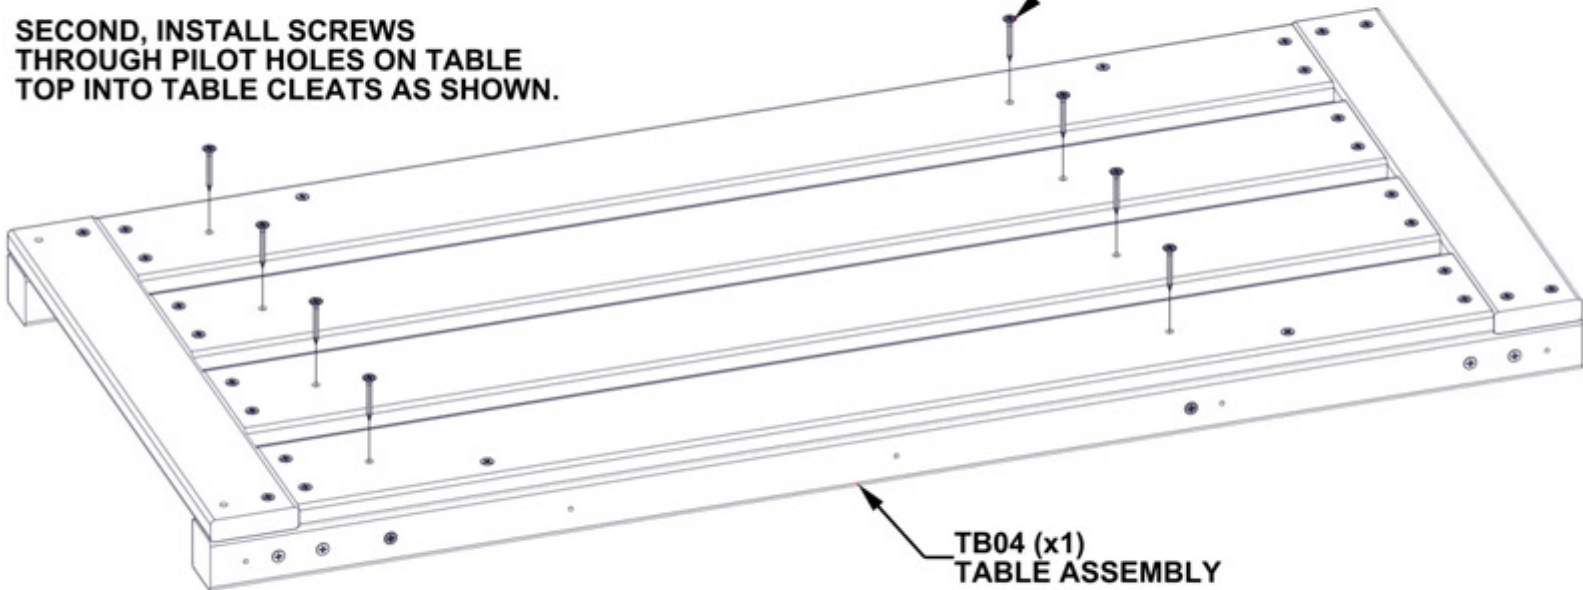 SECOND, INSTALL SCREWS
THROUGH PILOT HOLES ON TABLE
TOP INTO TABLE CLEATS AS SHOWN.
TB04 (x1)
TABLE ASSEMBLY